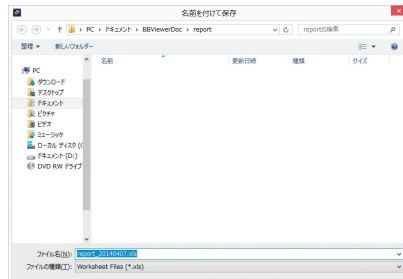 名前を付けて保存
PC › ドキュメント › BBViewerDoc › report
reportの検索
整理 新しいフォルダー
名前 更新日時 種類 サイズ
PC
ダウンロード
デスクトップ
ドキュメント
ピクチャ
ビデオ
ミュージック
ローカル ディスク (C
ドキュメント (D:)
DVD RW ドライブ
ファイル名(N): report_20140407.xls
ファイルの種類(T): Worksheet Files (*.xls)